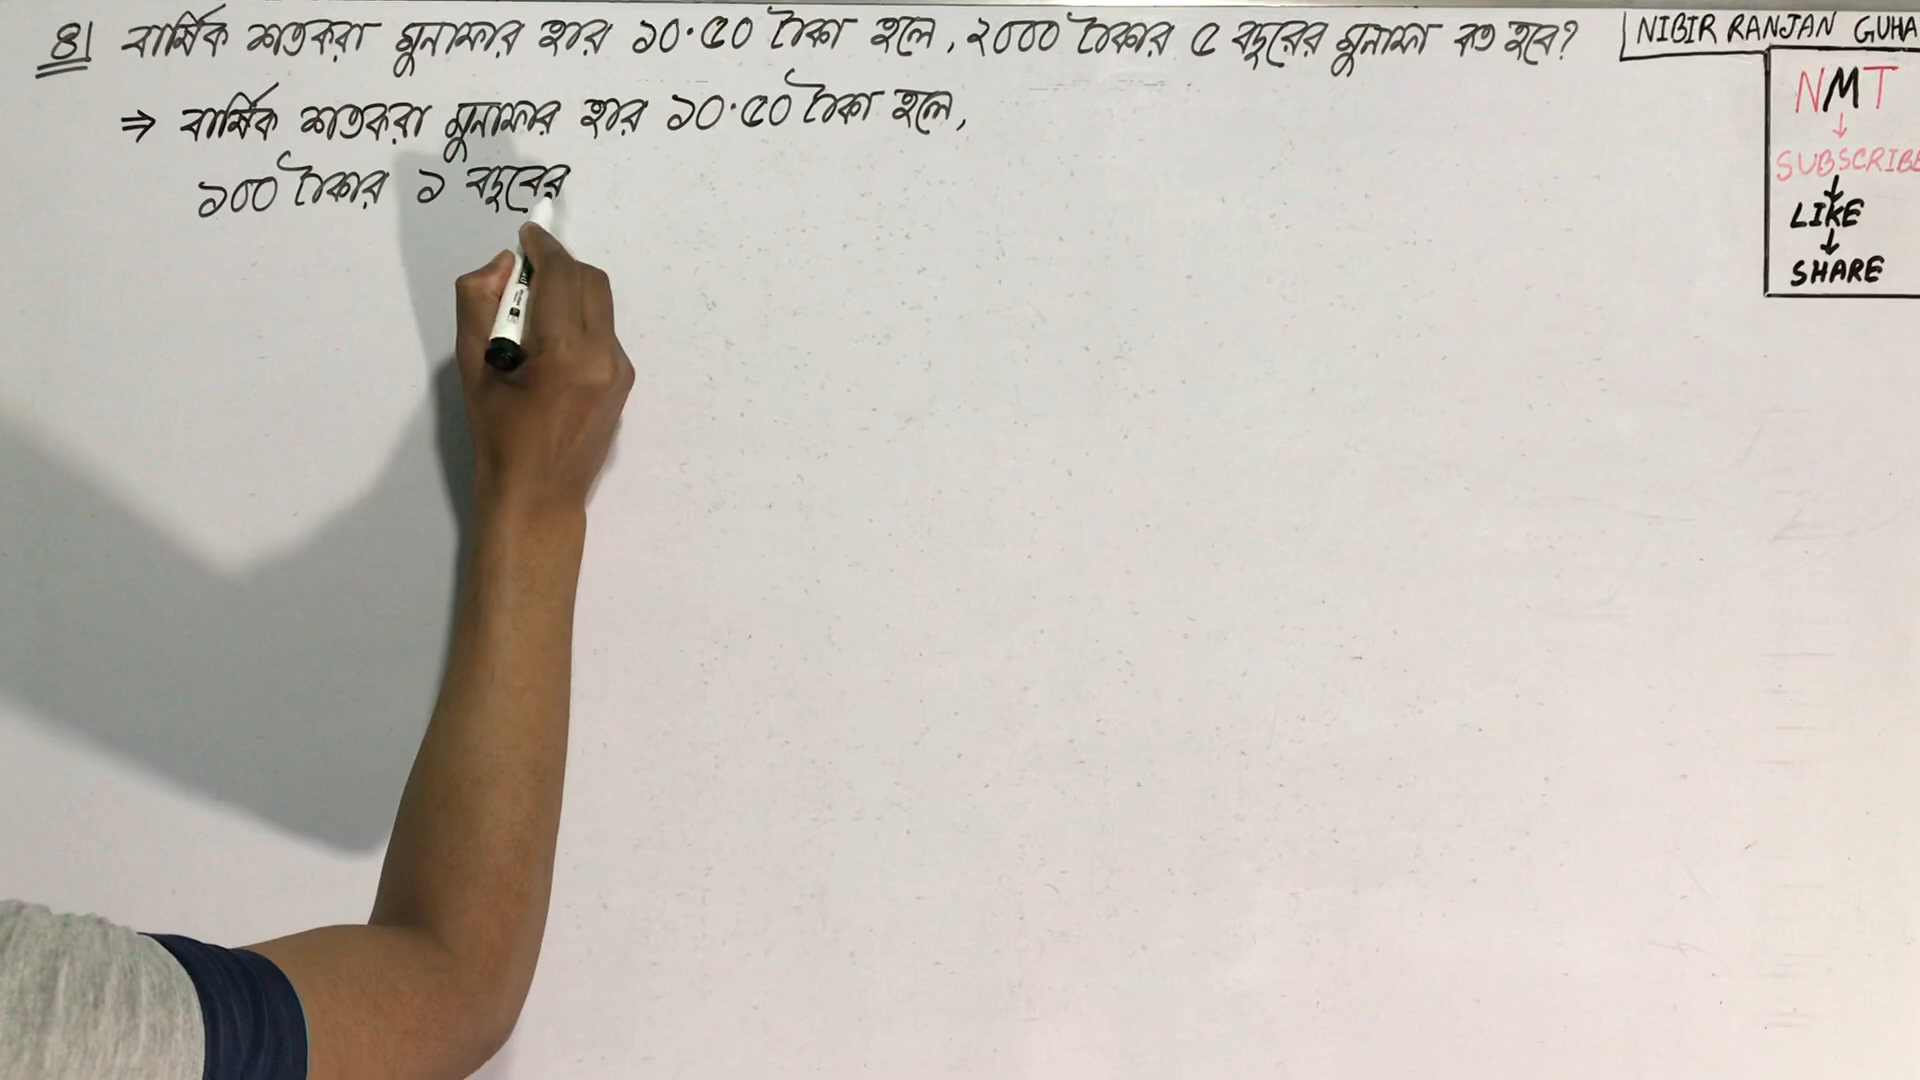 ৪। বার্ষিক শতকরা মুনাফার হার ১০.৫০ টাকা হলে, ২০০০ টাকার ৫ বছরের মুনাফা কত হবে?
⇒ বার্ষিক শতকরা মুনাফার হার ১০.৫০ টাকা হলে,
১০০ টাকার ১ বছরের
NIBIR RANJAN GUHA
NMT
↓
SUBSCRIBE
↓
LIKE
↓
SHARE